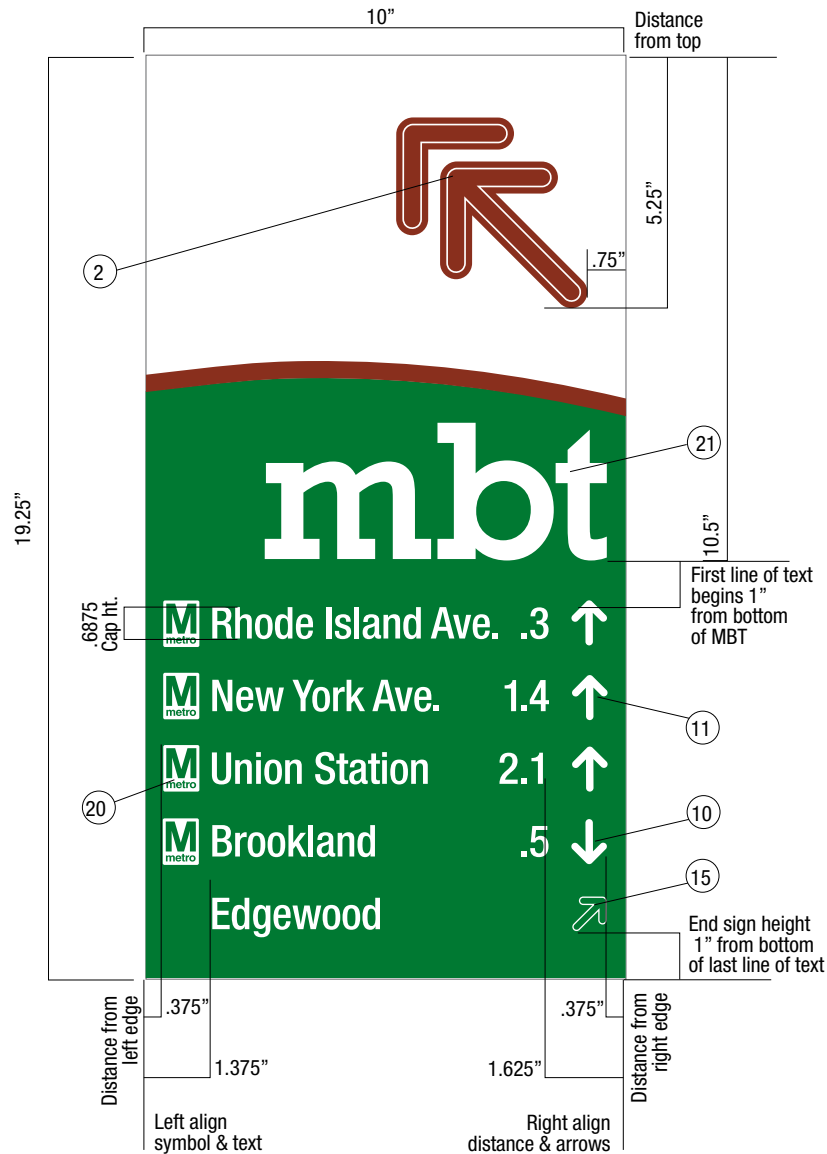 10”
Distance
from top
5.25”
.75”
2
19.25”
mbt
21
10.5”
First line of text
begins 1”
from bottom
of MBT
.6875
Cap ht.
M metro Rhode Island Ave. .3
M metro New York Ave. 1.4
11
M metro Union Station 2.1
20
10
M metro Brookland .5
15
Edgewood
End sign height
1” from bottom
of last line of text
Distance from
left edge
.375”
.375”
Distance from
right edge
1.375”
1.625”
Left align
symbol & text
Right align
distance & arrows